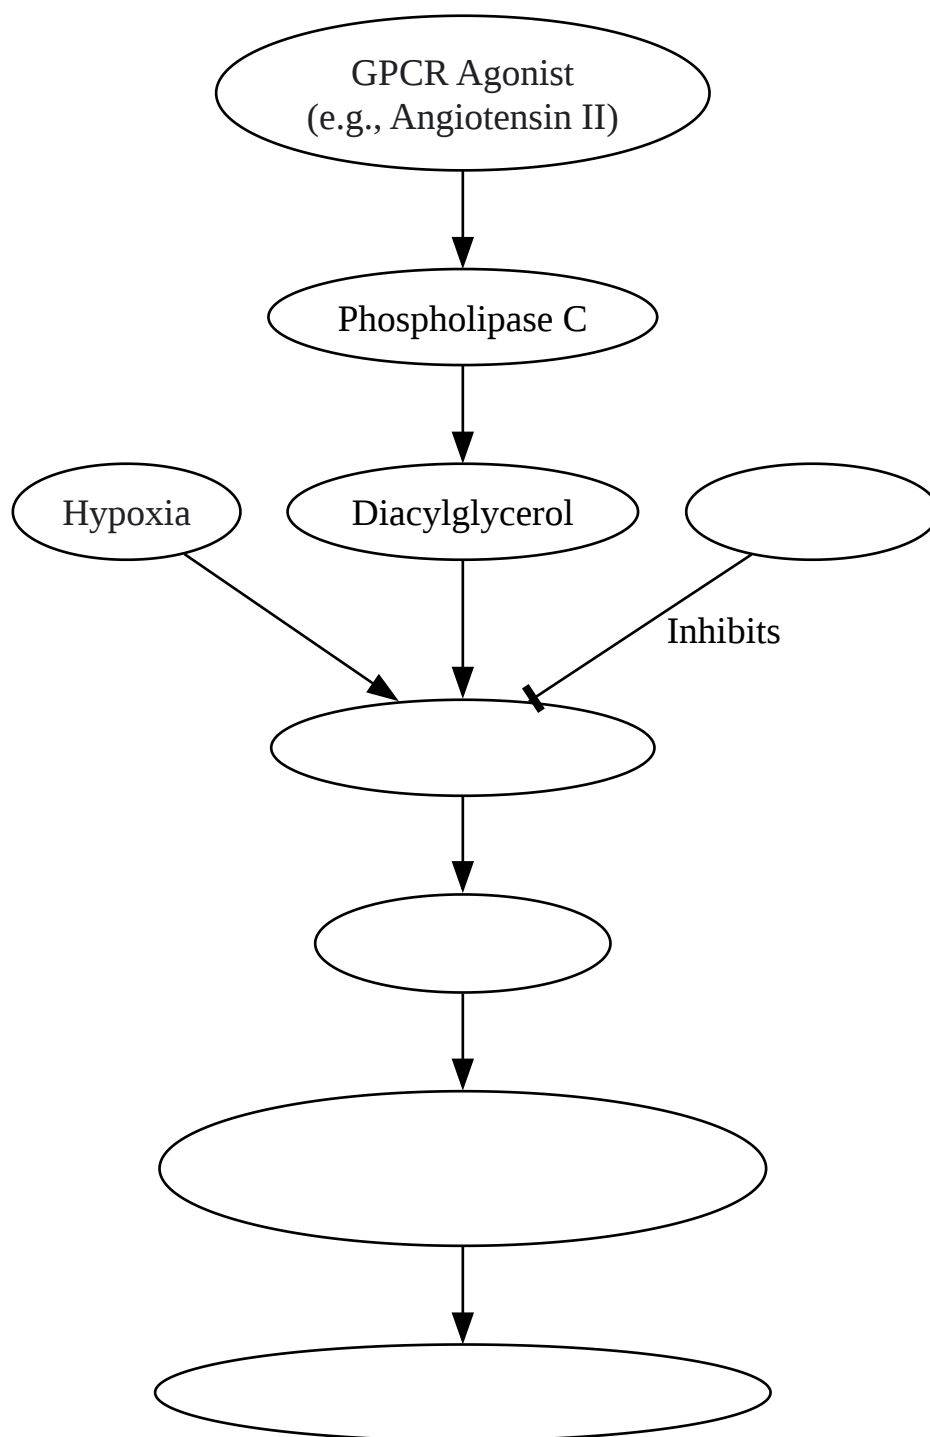 GPCR Agonist
(e.g., Angiotensin II)
Phospholipase C
Hypoxia
Diacylglycerol
Inhibits